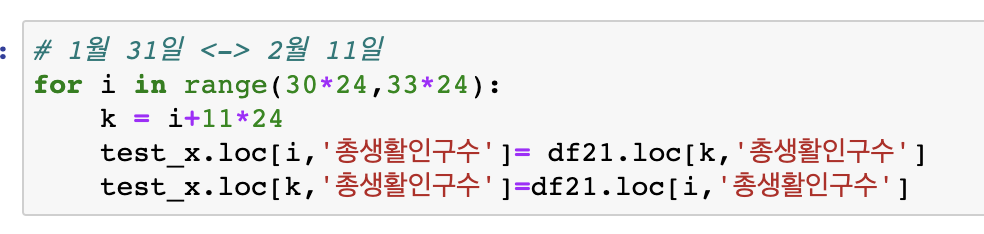 :
# 1월 31일 <-> 2월 11일
for i in range(30*24,33*24):
    k = i+11*24
    test_x.loc[i,'총생활인구수']= df21.loc[k,'총생활인구수']
    test_x.loc[k,'총생활인구수']=df21.loc[i,'총생활인구수']